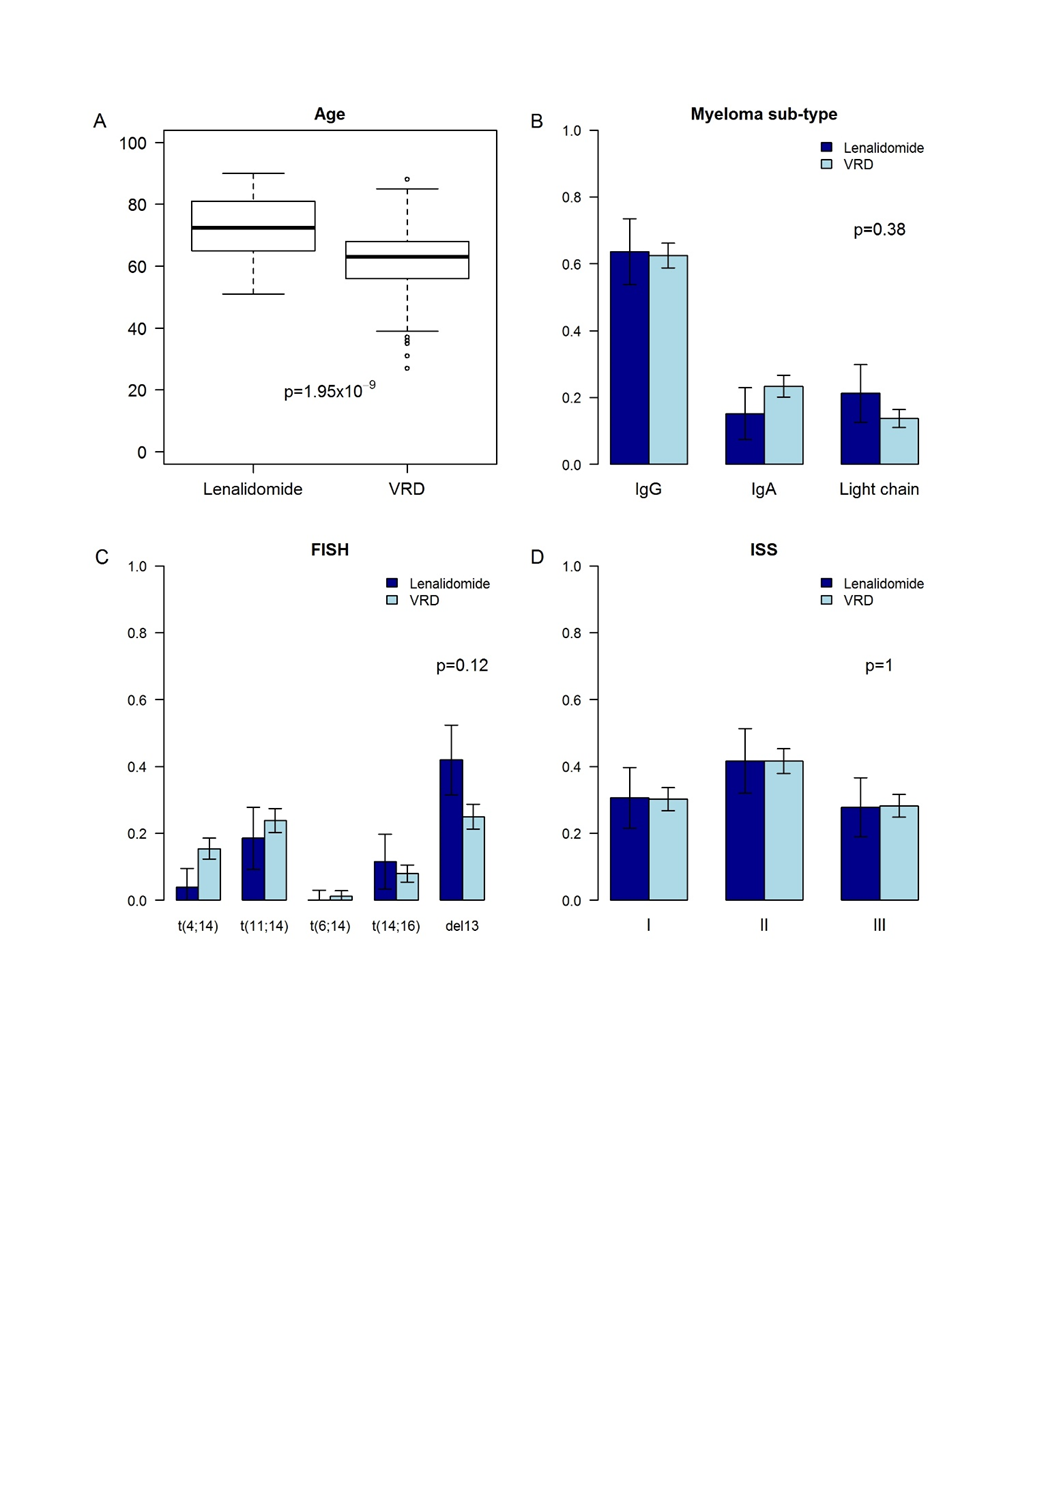 A
Age
100
80
60
40
20
0
p=1.95x10⁻⁹
Lenalidomide
VRD
B
Myeloma sub-type
1.0
0.8
0.6
0.4
0.2
0.0
Lenalidomide
VRD
p=0.38
IgG
IgA
Light chain
C
FISH
1.0
0.8
0.6
0.4
0.2
0.0
Lenalidomide
VRD
p=0.12
t(4;14)
t(11;14)
t(6;14)
t(14;16)
del13
D
ISS
1.0
0.8
0.6
0.4
0.2
0.0
Lenalidomide
VRD
p=1
I
II
III